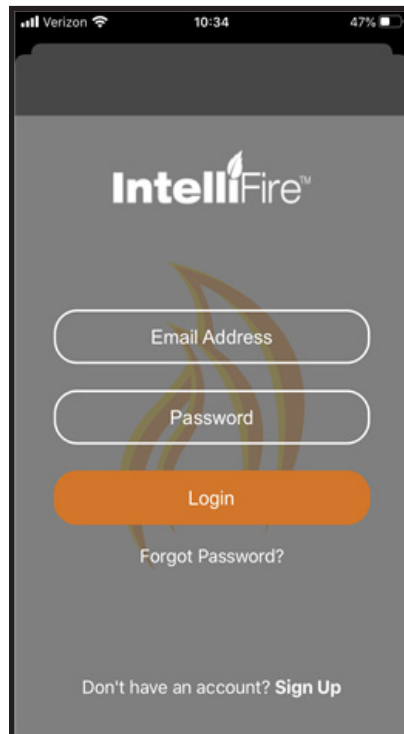 Verizon 10:34 47%
IntelliFire™
Email Address
Password
Login
Forgot Password?
Don't have an account? Sign Up